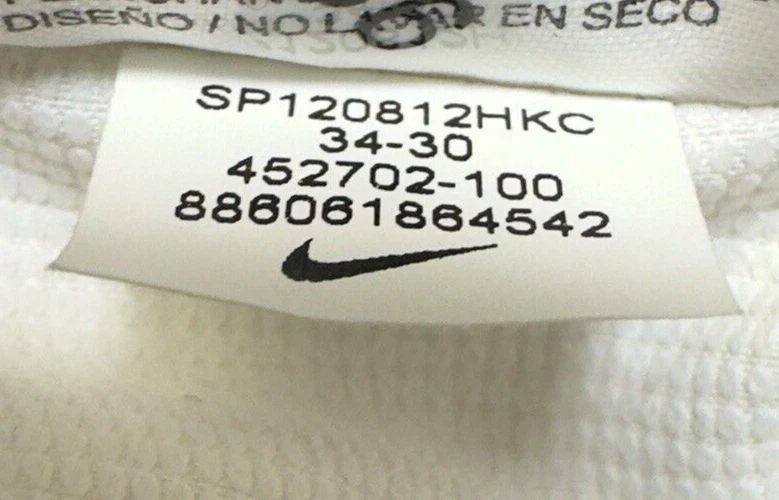 DISEÑO / NO LAVAR EN SECO
SP120812HKC
34-30
452702-100
886061864542